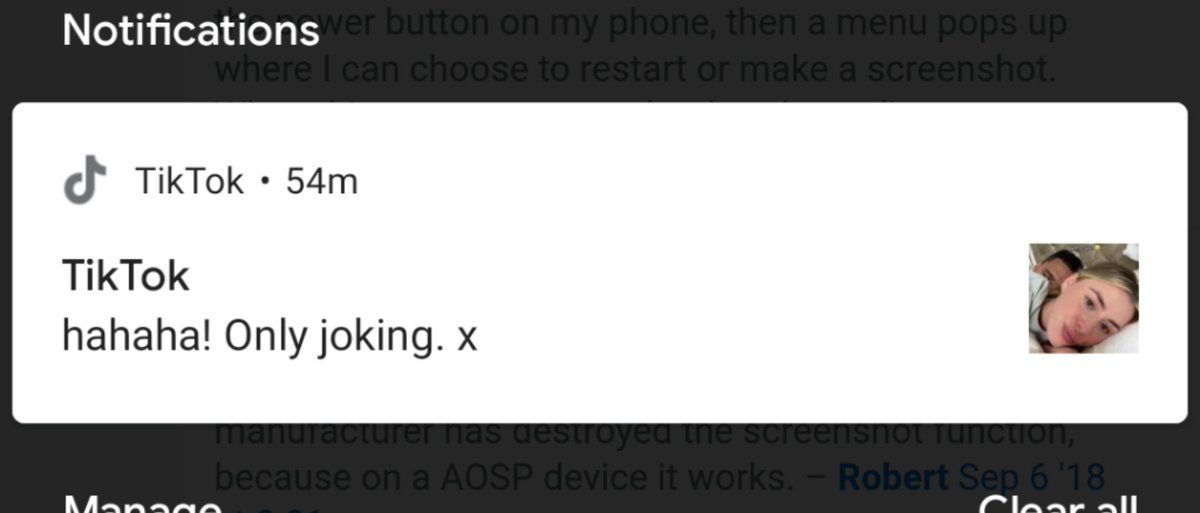 Notifications
the power button on my phone, then a menu pops up
where I can choose to restart or make a screenshot.
TikTok • 54m
TikTok
hahaha! Only joking. x
manufacturer has destroyed the screenshot function,
because on a AOSP device it works. – Robert Sep 6 '18
Manage
Clear all